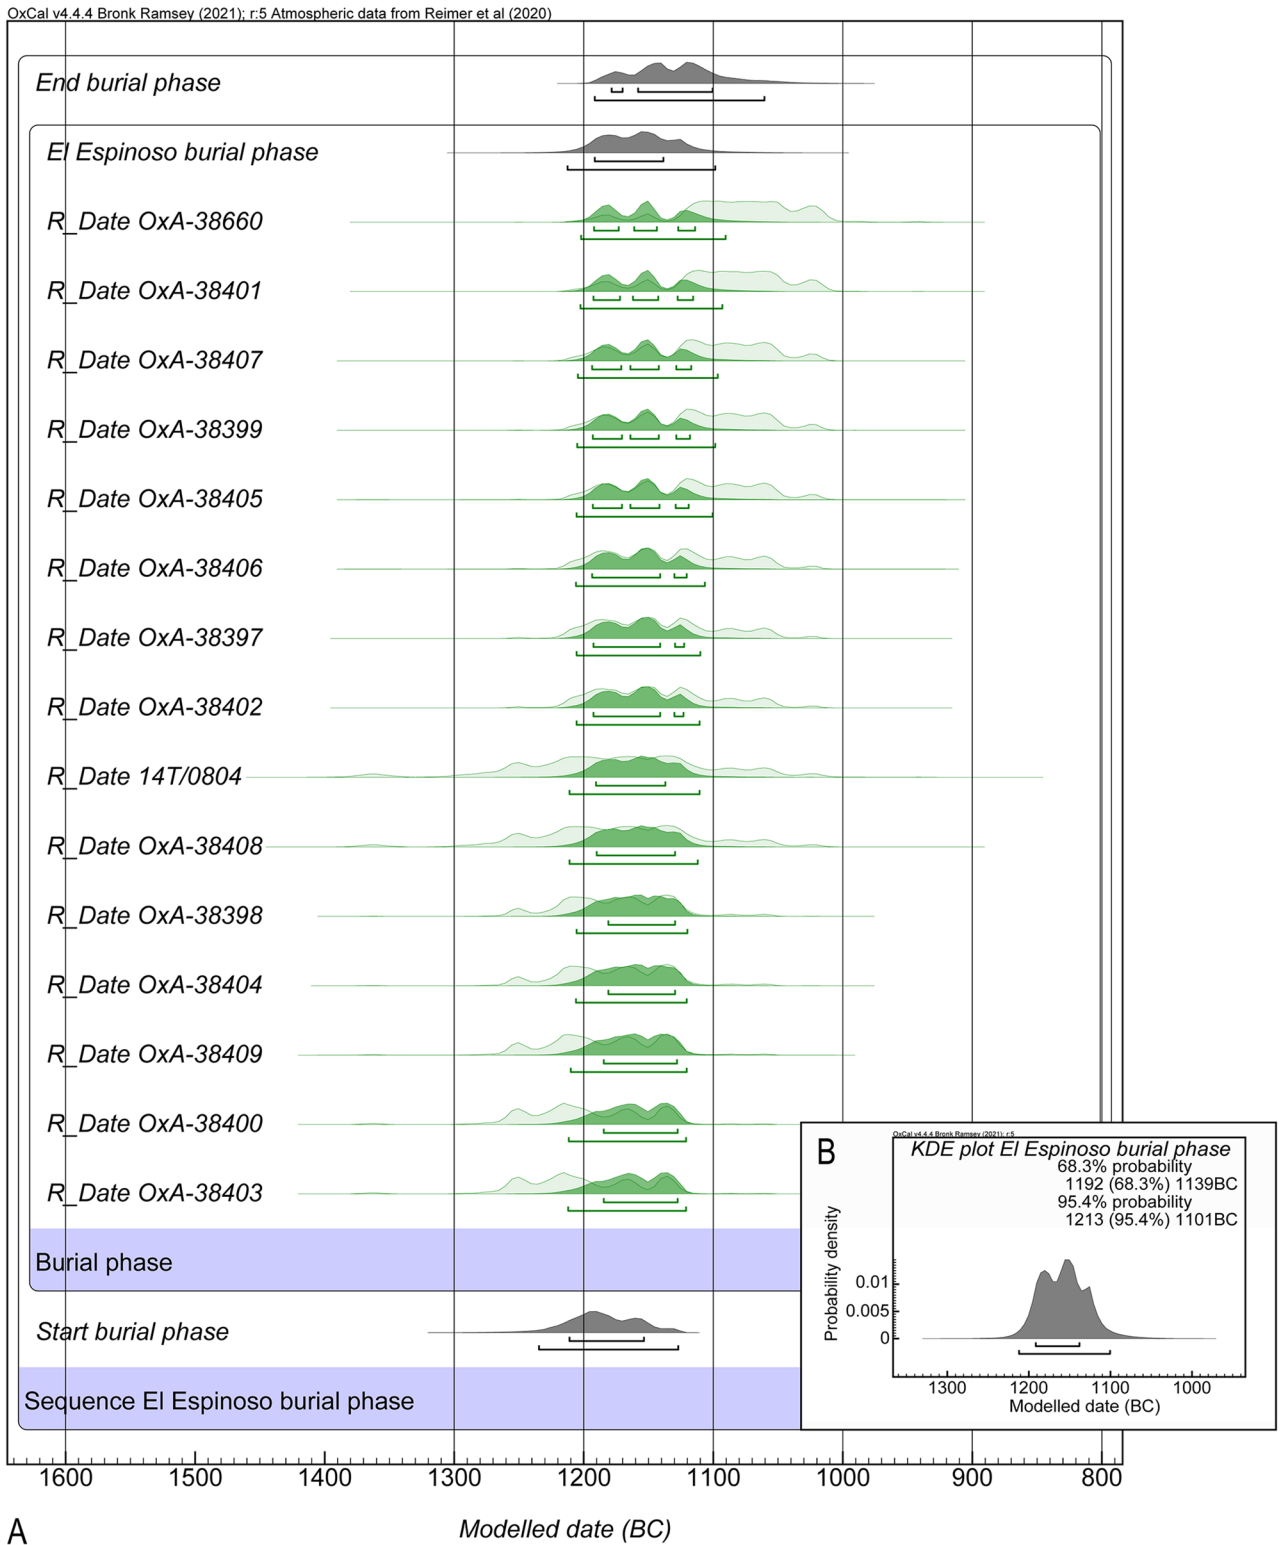 OxCal v4.4.4 Bronk Ramsey (2021); r:5 Atmospheric data from Reimer et al (2020)
End burial phase
El Espinoso burial phase
R_Date OxA-38660
R_Date OxA-38401
R_Date OxA-38407
R_Date OxA-38399
R_Date OxA-38405
R_Date OxA-38406
R_Date OxA-38397
R_Date OxA-38402
R_Date 14T/0804
R_Date OxA-38408
R_Date OxA-38398
R_Date OxA-38404
R_Date OxA-38409
R_Date OxA-38400
R_Date OxA-38403
Burial phase
Start burial phase
Sequence El Espinoso burial phase
1600 1500 1400 1300 1200 1100 1000 900 800
Modelled date (BC)
A
B
OxCal v4.4.4 Bronk Ramsey (2021); r:5
KDE plot El Espinoso burial phase
68.3% probability
1192 (68.3%) 1139BC
95.4% probability
1213 (95.4%) 1101BC
Probability density
0.01
0.005
0
1300 1200 1100 1000
Modelled date (BC)